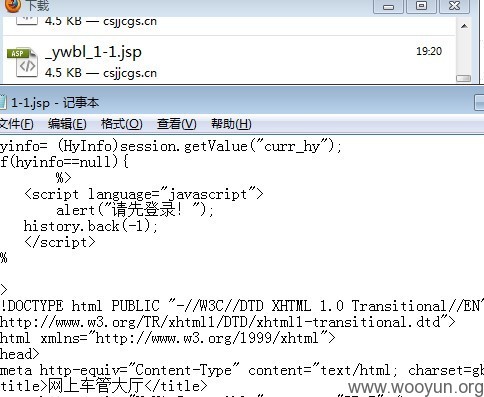 下载
4.5 KB — csjjcgs.cn
_ywbl_1-1.jsp 19:20
ASP
4.5 KB — csjjcgs.cn
1-1.jsp - 记事本
文件(F) 编辑(E) 格式(O) 查看(V) 帮助(H)
yinfo= (HyInfo)session.getValue("curr_hy");
f(hyinfo==null){
%>
<script language="javascript">
alert("请先登录! ");
history.back(-1);
</script>
%
>
!DOCTYPE html PUBLIC "-//W3C//DTD XHTML 1.0 Transitional//EN"
http://www.w3.org/TR/xhtml1/DTD/xhtml1-transitional.dtd">
html xmlns="http://www.w3.org/1999/xhtml">
head>
meta http-equiv="Content-Type" content="text/html; charset=gb
title>网上车管大厅</title>
www.wooyun.org